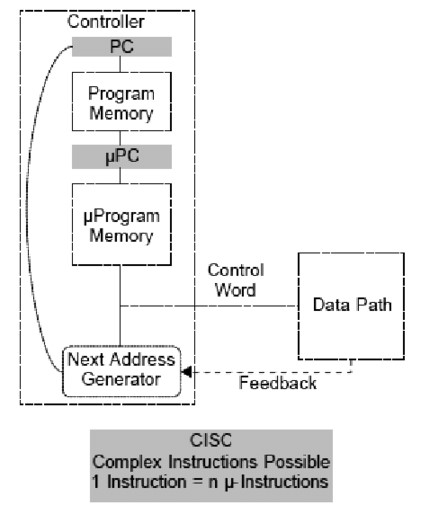 Controller
PC
Program
Memory
µPC
µProgram
Memory
Control
Word
Data Path
Next Address
Generator
Feedback
CISC
Complex Instructions Possible
1 Instruction = n µ-Instructions